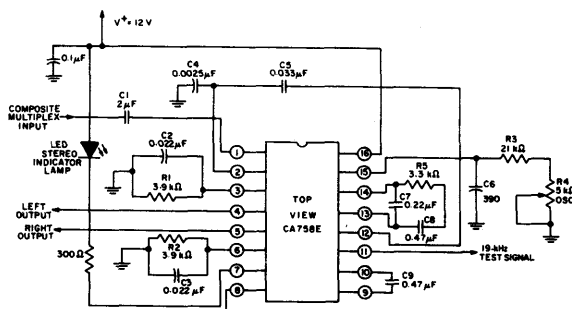 V⁺= 12 V
0.1µF
C4
0.0025µF
C5
0.033µF
C1
2µF
COMPOSITE
MULTIPLEX
INPUT
LED
STEREO
INDICATOR
LAMP
C2
0.022µF
R1
3.9 kΩ
LEFT
OUTPUT
RIGHT
OUTPUT
R2
3.9 kΩ
C3
0.022µF
300Ω
1
2
3
4
5
6
7
8
TOP
VIEW
CA758E
16
15
14
13
12
11
10
9
R5
3.3 kΩ
C7
0.22µF
C8
0.47µF
C6
390
R3
21 kΩ
R4
5 kΩ
OSC
19-kHz
TEST SIGNAL
C9
0.47µF